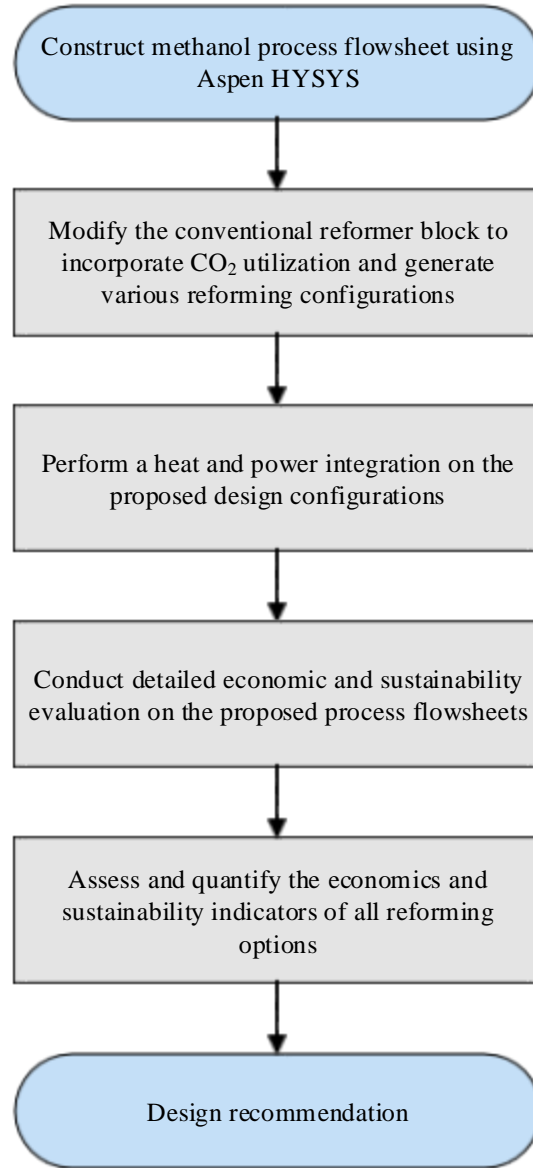 Construct methanol process flowsheet using
Aspen HYSYS
Modify the conventional reformer block to
incorporate CO₂ utilization and generate
various reforming configurations
Perform a heat and power integration on the
proposed design configurations
Conduct detailed economic and sustainability
evaluation on the proposed process flowsheets
Assess and quantify the economics and
sustainability indicators of all reforming
options
Design recommendation